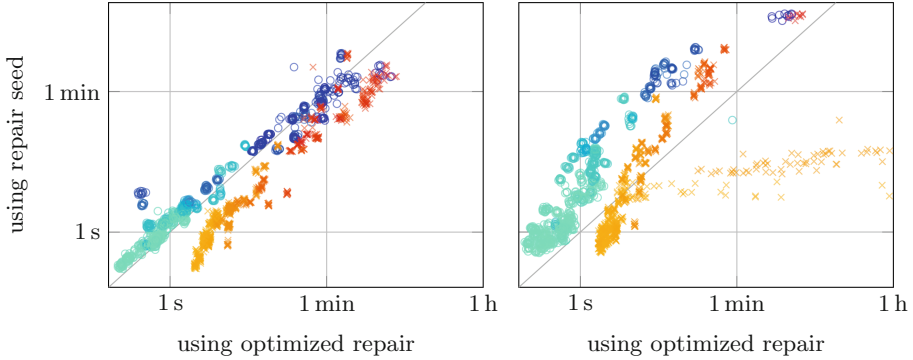 using repair seed
1 min
1 s
1 s
1 min
1 h
1 s
1 min
1 h
using optimized repair
using optimized repair